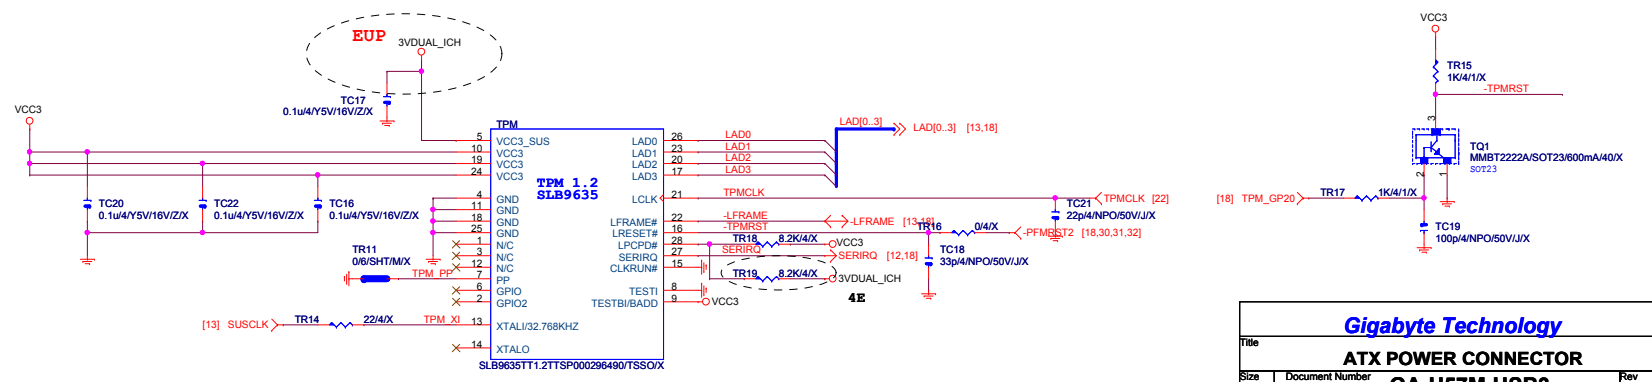 EUP
3VDUAL_ICH
TC17
0.1u/4/Y5V/16V/Z/X
VCC3
TC20
0.1u/4/Y5V/16V/Z/X
TC22
0.1u/4/Y5V/16V/Z/X
TC16
0.1u/4/Y5V/16V/Z/X
TR11
0/6/SHT/M/X
TPM_PP
[13] SUSCLK
TR14
22/4/X
TPM_XI
TPM
TPM 1.2
SLB9635
5 VCC3_SUS
10 VCC3
19 VCC3
24 VCC3
4 GND
11 GND
18 GND
25 GND
1 N/C
3 N/C
12 N/C
7 PP
6 GPIO
2 GPIO2
13 XTALI/32.768KHZ
14 XTALO
LAD0 26 LAD0
LAD1 23 LAD1
LAD2 20 LAD2
LAD3 17 LAD3
LCLK 21 TPMCLK
LFRAME# 22 -LFRAME
LRESET# 16 -TPMRST
LPCPD# 28
SERIRQ 27 SERIRQ
CLKRUN# 15
TESTI 8
TESTBI/BADD 9
VCC3
SLB9635TT1.2TTSP000296490/TSSO/X
LAD[0..3]
LAD[0..3] [13,18]
TPMCLK [22]
TC21
22p/4/NPO/50V/J/X
-LFRAME [13,18]
TR16 0/4/X
-PFMRST2 [18,30,31,32]
TR18 8.2K/4/X
VCC3
SERIRQ [12,18]
TC18
33p/4/NPO/50V/J/X
TR19 8.2K/4/X
3VDUAL_ICH
4E
VCC3
TR15
1K/4/1/X
-TPMRST
3
TQ1
MMBT2222A/SOT23/600mA/40/X
SOT23
2
1
[18] TPM_GP20
TR17
1K/4/1/X
TC19
100p/4/NPO/50V/J/X
Gigabyte Technology
Title
ATX POWER CONNECTOR
Size
Document Number
Rev